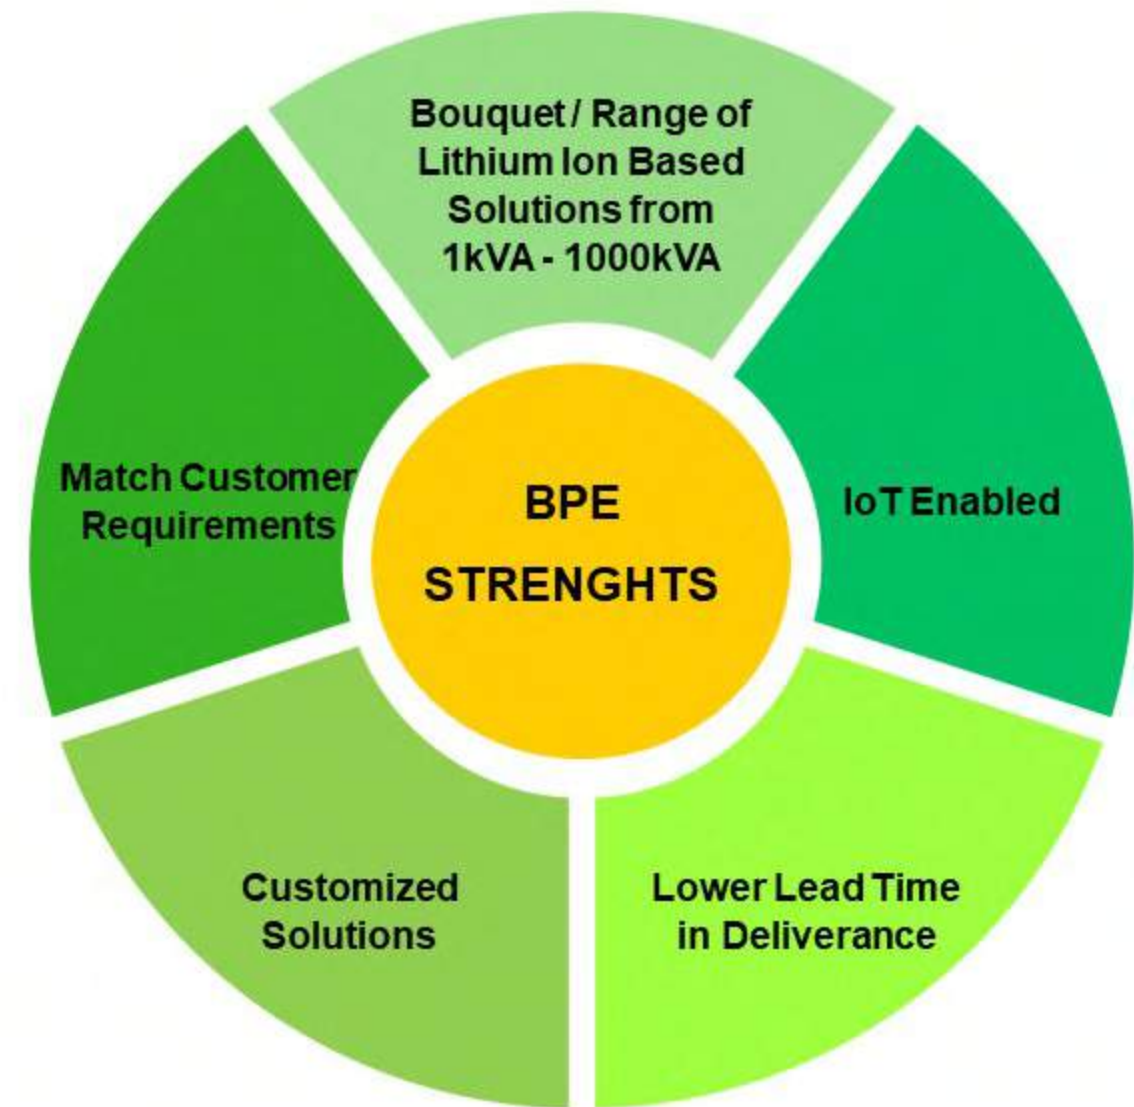 Bouquet / Range of
Lithium Ion Based
Solutions from
1kVA - 1000kVA
IoT Enabled
Lower Lead Time
in Deliverance
Customized
Solutions
Match Customer
Requirements
BPE
STRENGHTS